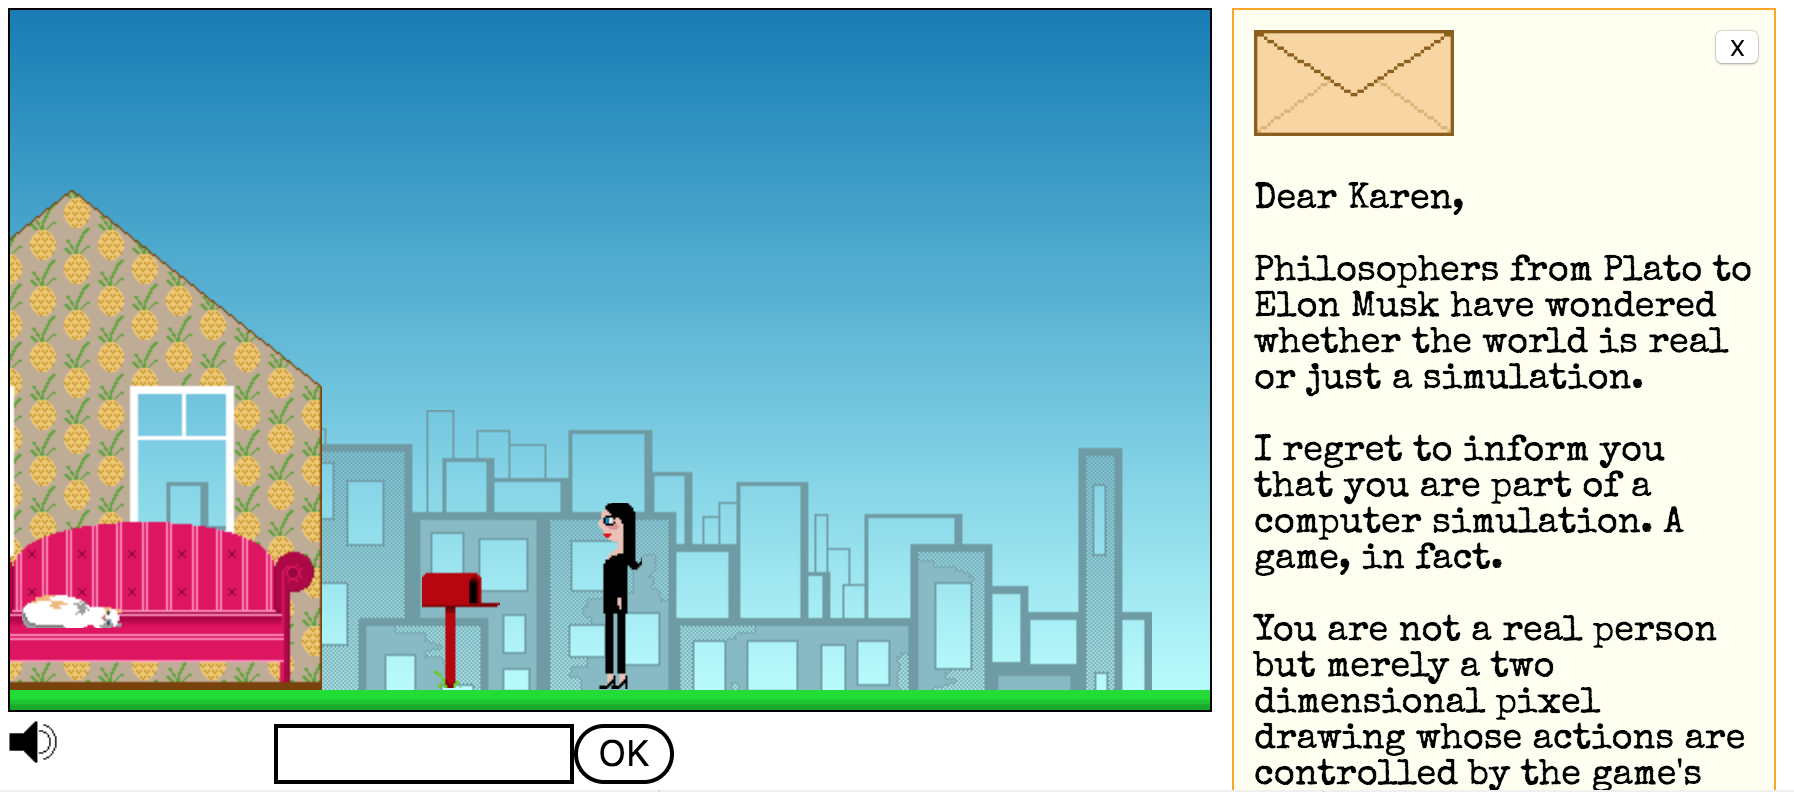 X
Dear Karen,
Philosophers from Plato to
Elon Musk have wondered
whether the world is real
or just a simulation.
I regret to inform you
that you are part of a
computer simulation. A
game, in fact.
You are not a real person
but merely a two
dimensional pixel
drawing whose actions are
controlled by the game's
OK